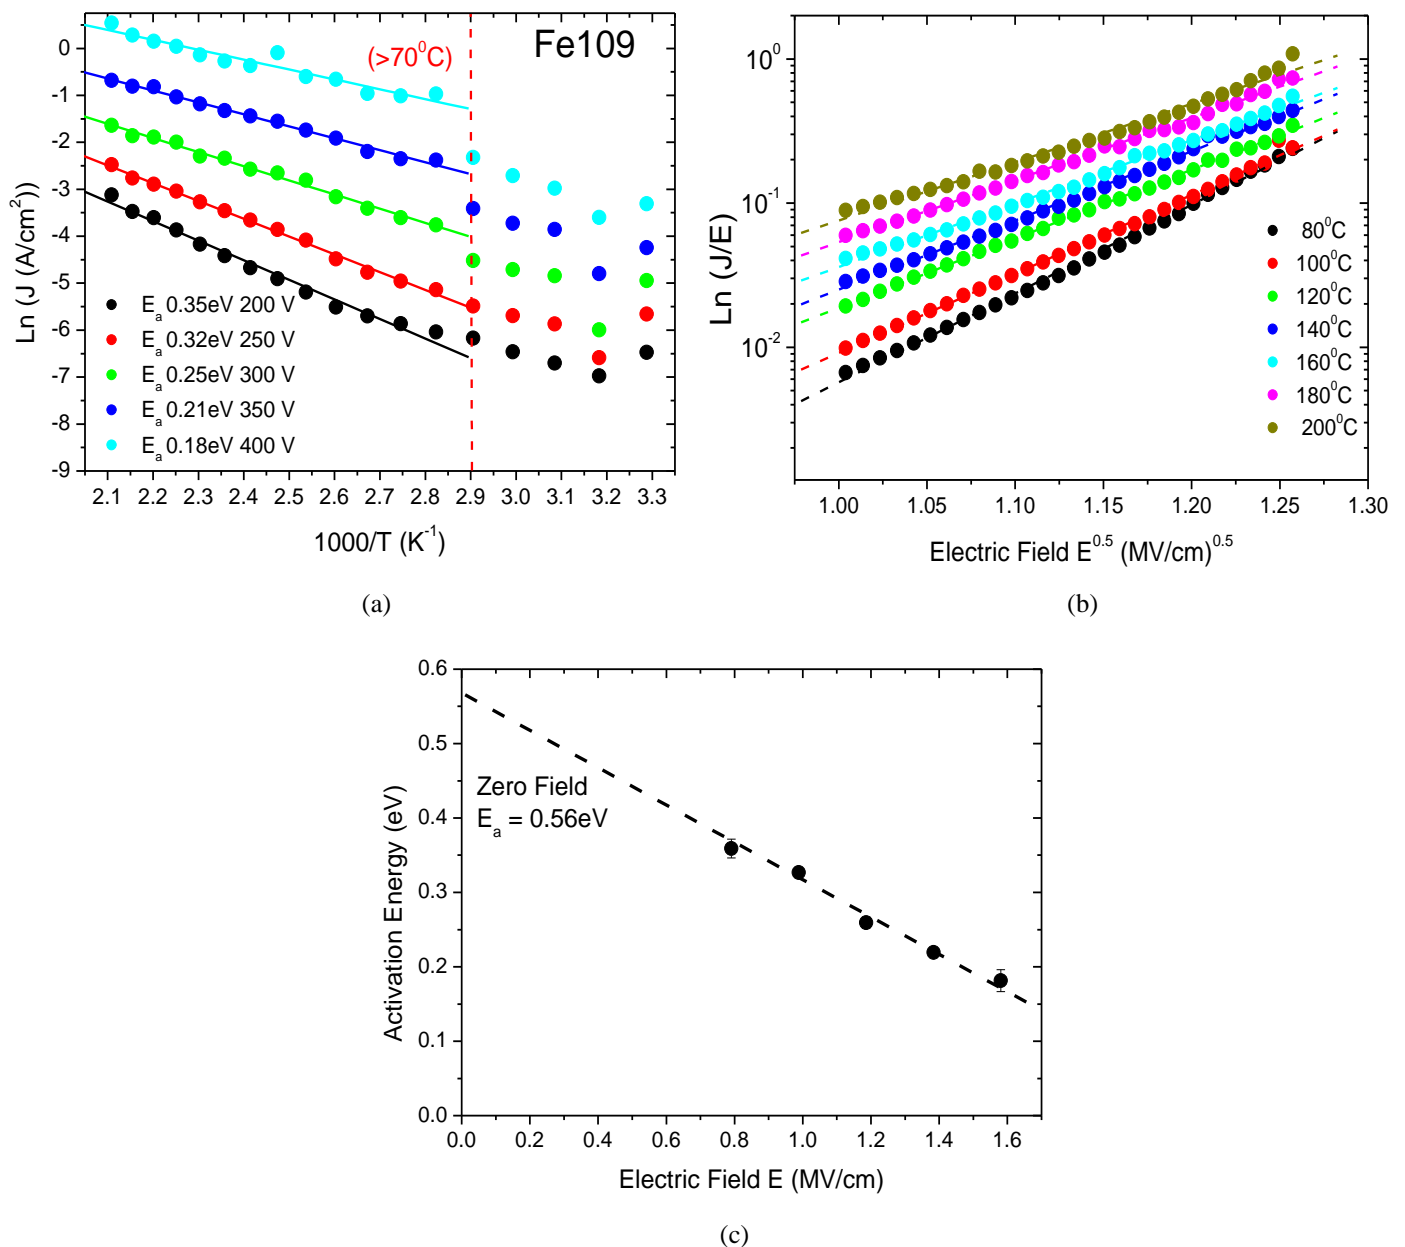 Fe109
(>70⁰C)
Ln (J (A/cm²))
0
-1
-2
-3
-4
-5
-6
-7
-8
-9
Eₐ 0.35eV 200 V
Eₐ 0.32eV 250 V
Eₐ 0.25eV 300 V
Eₐ 0.21eV 350 V
Eₐ 0.18eV 400 V
2.1 2.2 2.3 2.4 2.5 2.6 2.7 2.8 2.9 3.0 3.1 3.2 3.3
1000/T (K⁻¹)
(a)
Ln (J/E)
10⁰
10⁻¹
10⁻²
80⁰C
100⁰C
120⁰C
140⁰C
160⁰C
180⁰C
200⁰C
1.00 1.05 1.10 1.15 1.20 1.25 1.30
Electric Field E⁰·⁵ (MV/cm)⁰·⁵
(b)
Activation Energy (eV)
0.6
0.5
0.4
0.3
0.2
0.1
0.0
Zero Field
Eₐ = 0.56eV
0.0 0.2 0.4 0.6 0.8 1.0 1.2 1.4 1.6
Electric Field E (MV/cm)
(c)